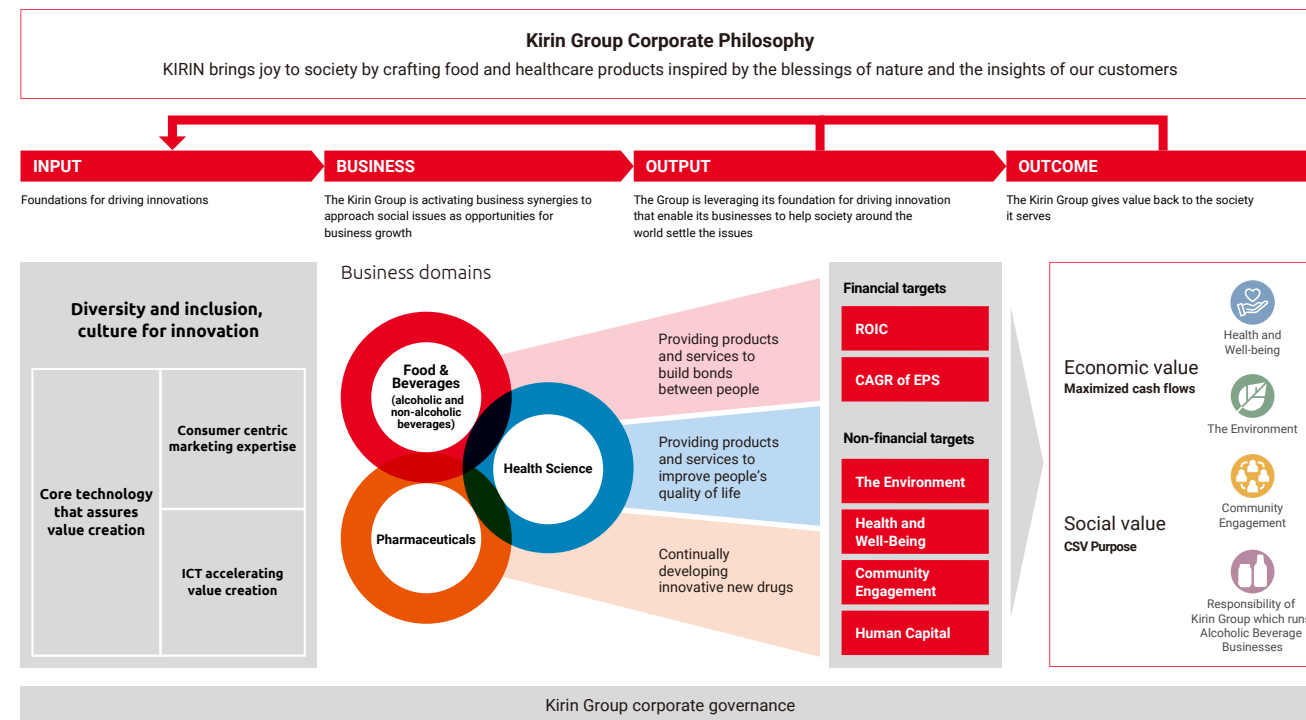 Kirin Group Corporate Philosophy
KIRIN brings joy to society by crafting food and healthcare products inspired by the blessings of nature and the insights of our customers
INPUT
Foundations for driving innovations
BUSINESS
The Kirin Group is activating business synergies to
approach social issues as opportunities for
business growth
OUTPUT
The Group is leveraging its foundation for driving innovation
that enable its businesses to help society around the
world settle the issues
OUTCOME
The Kirin Group gives value back to the society
it serves
Diversity and inclusion,
culture for innovation
Core technology
that assures
value creation
Consumer centric
marketing expertise
ICT accelerating
value creation
Business domains
Food &
Beverages
(alcoholic and
non-alcoholic
beverages)
Health Science
Pharmaceuticals
Providing products
and services to
build bonds
between people
Providing products
and services to
improve people's
quality of life
Continually
developing
innovative new drugs
Financial targets
ROIC
CAGR of EPS
Non-financial targets
The Environment
Health and
Well-Being
Community
Engagement
Human Capital
Economic value
Maximized cash flows
Social value
CSV Purpose
Health and
Well-being
The Environment
Community
Engagement
Responsibility of
Kirin Group which runs
Alcoholic Beverage
Businesses
Kirin Group corporate governance